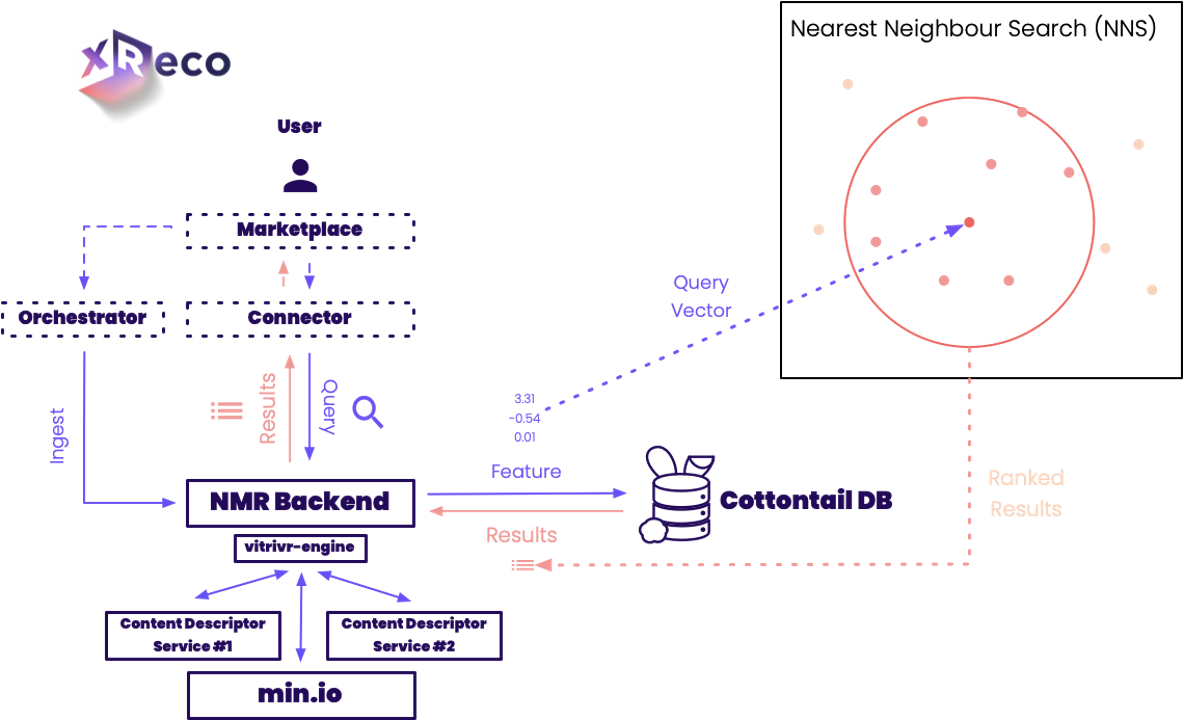 XReco
Nearest Neighbour Search (NNS)
User
Marketplace
Orchestrator
Connector
Query
Vector
Ingest
Results
Query
3.31
-0.54
0.01
Feature
NMR Backend
Cottontail DB
Ranked
Results
Results
vitrivr-engine
Content Descriptor
Service #1
Content Descriptor
Service #2
min.io